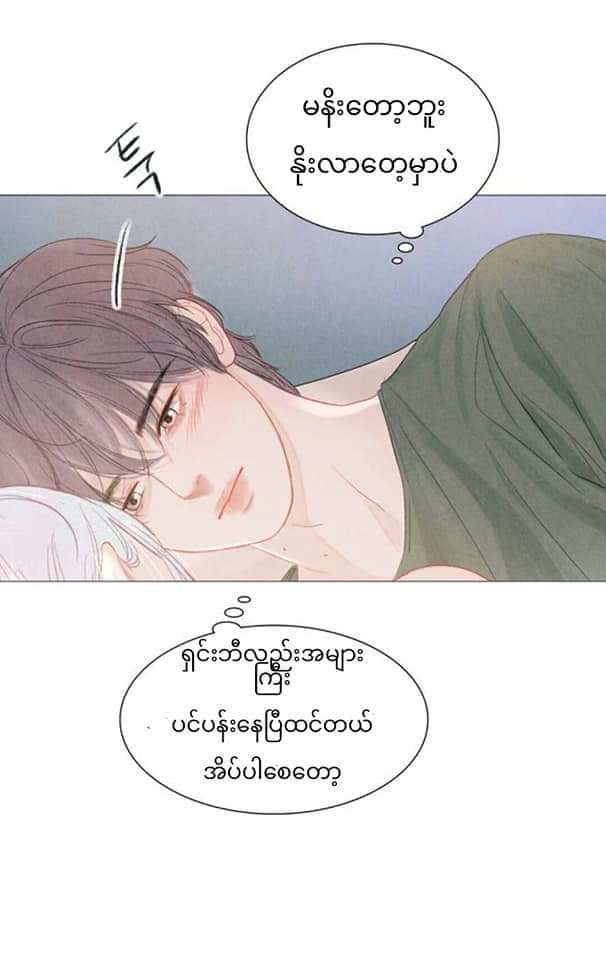 မနိးတော့ဘူး
နိုးလာတော့မှာပဲ
툭
ရှင်းဘီလည်းအများ
ကြီး
ပင်ပန်းနေပြီထင်တယ်
အိပ်ပါစေတော့